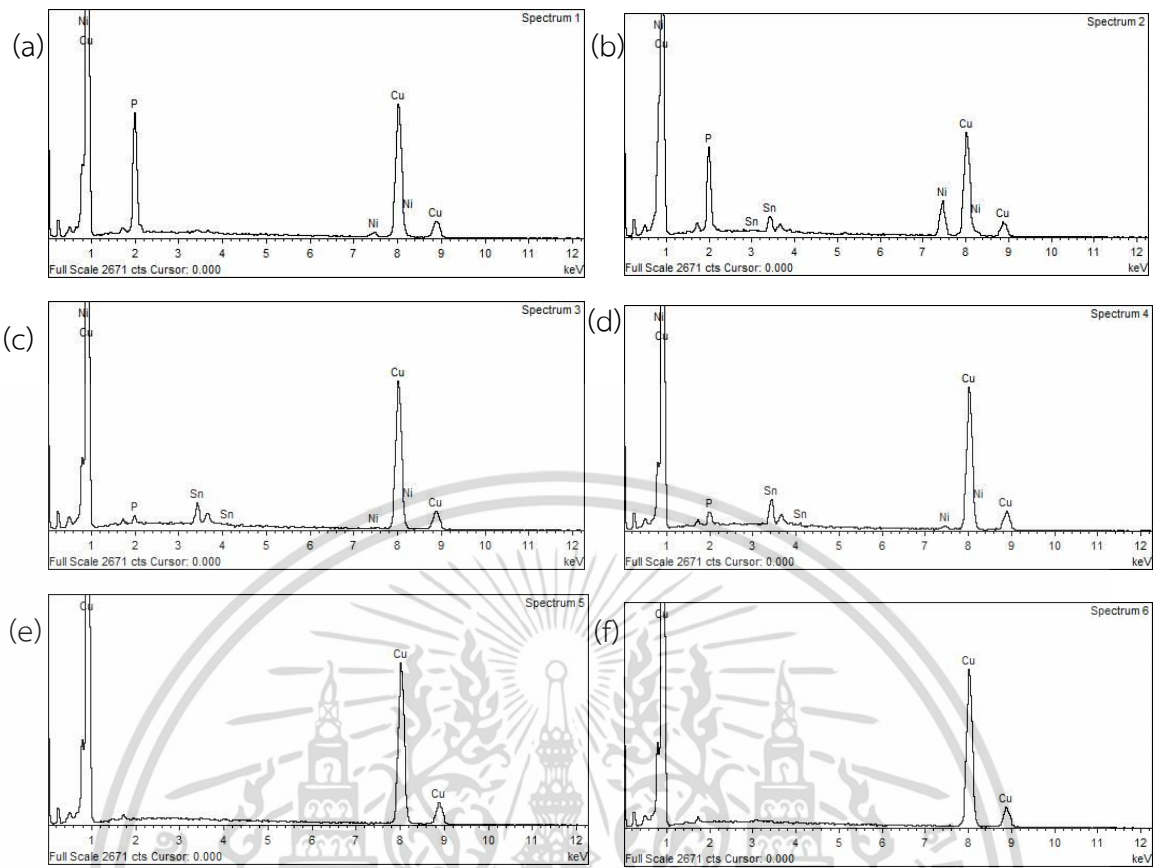 (a)
Spectrum 1
Ni
Cu
P
Cu
Ni
Ni
Cu
1 2 3 4 5 6 7 8 9 10 11 12
Full Scale 2671 cts Cursor: 0.000 keV
(b)
Spectrum 2
Ni
Cu
P
Sn
Sn
Ni
Cu
Ni
Cu
1 2 3 4 5 6 7 8 9 10 11 12
Full Scale 2671 cts Cursor: 0.000 keV
(c)
Spectrum 3
Ni
Cu
P
Sn
Sn
Ni
Cu
Ni
Cu
1 2 3 4 5 6 7 8 9 10 11 12
Full Scale 2671 cts Cursor: 0.000 keV
(d)
Spectrum 4
Ni
Cu
P
Sn
Sn
Ni
Cu
Ni
Cu
1 2 3 4 5 6 7 8 9 10 11 12
Full Scale 2671 cts Cursor: 0.000 keV
(e)
Spectrum 5
Cu
Cu
Cu
1 2 3 4 5 6 7 8 9 10 11 12
Full Scale 2671 cts Cursor: 0.000 keV
(f)
Spectrum 6
Cu
Cu
Cu
1 2 3 4 5 6 7 8 9 10 11 12
Full Scale 2671 cts Cursor: 0.000 keV